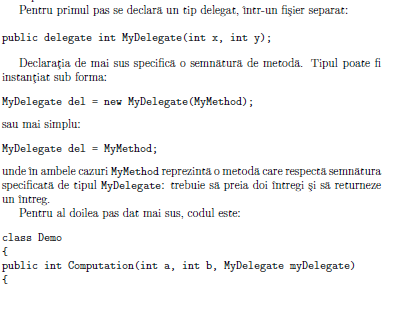 Pentru primul pas se declară un tip delegat, într-un fişier separat:
public delegate int MyDelegate(int x, int y);
Declaraţia de mai sus specifică o semnătură de metodă. Tipul poate fi
instanţiat sub forma:
MyDelegate del = new MyDelegate(MyMethod);
sau mai simplu:
MyDelegate del = MyMethod;
unde în ambele cazuri MyMethod reprezintă o metodă care respectă semnătura
specificată de tipul MyDelegate: trebuie să preia doi întregi şi să returneze
un întreg.
Pentru al doilea pas dat mai sus, codul este:
class Demo
{
public int Computation(int a, int b, MyDelegate myDelegate)
{